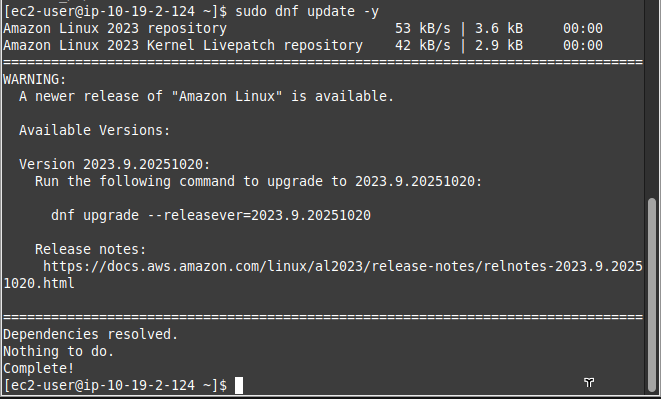 [ec2-user@ip-10-19-2-124 ~]$ sudo dnf update -y
Amazon Linux 2023 repository                     53 kB/s | 3.6 kB     00:00
Amazon Linux 2023 Kernel Livepatch repository    42 kB/s | 2.9 kB     00:00
================================================================================
WARNING:
  A newer release of "Amazon Linux" is available.

  Available Versions:

  Version 2023.9.20251020:
    Run the following command to upgrade to 2023.9.20251020:

      dnf upgrade --releasever=2023.9.20251020

    Release notes:
     https://docs.aws.amazon.com/linux/al2023/release-notes/relnotes-2023.9.2025
1020.html

================================================================================
Dependencies resolved.
Nothing to do.
Complete!
[ec2-user@ip-10-19-2-124 ~]$